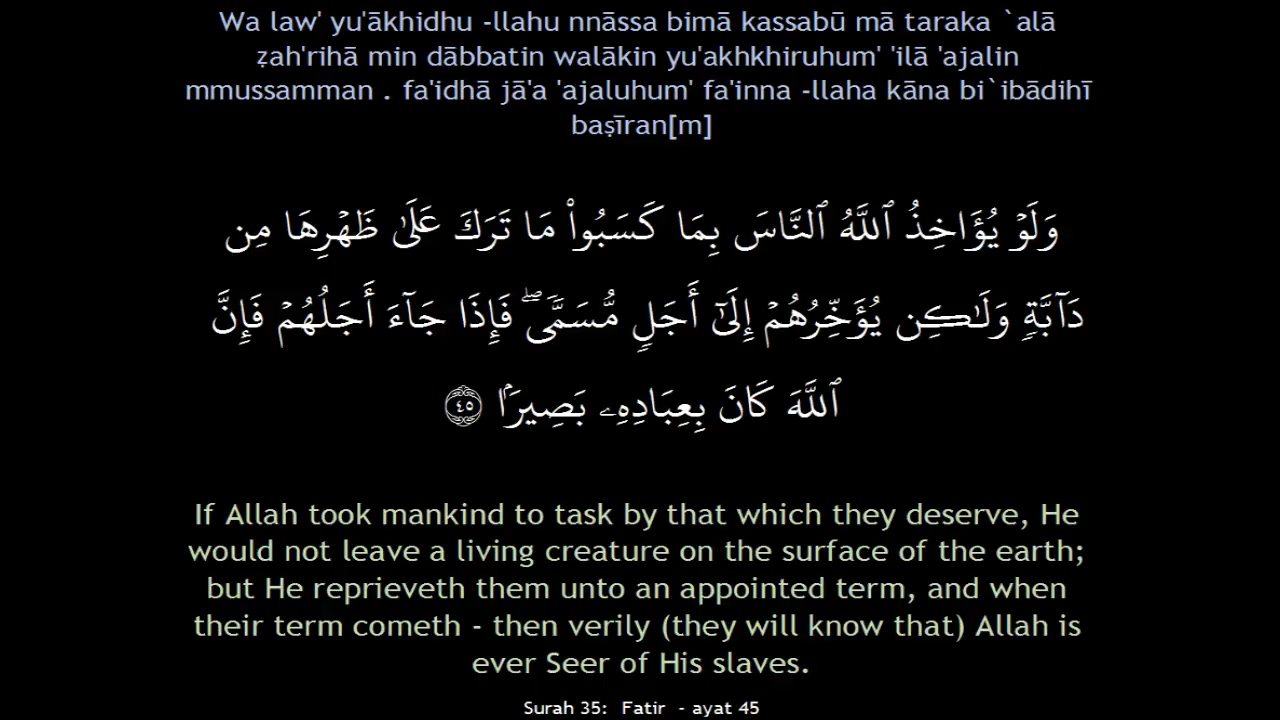 Wa law' yu'ākhidhu -llahu nnāssa bimā kassabū mā taraka `alā
ẓah'rihā min dābbatin walākin yu'akhkhiruhum' 'ilā 'ajalin
mmussamman . fa'idhā jā'a 'ajaluhum' fa'inna -llaha kāna bi`ibādihī
baṣīran[m]
وَلَوۡ يُؤَاخِذُ ٱللَّهُ ٱلنَّاسَ بِمَا كَسَبُواْ مَا تَرَكَ عَلَىٰ ظَهۡرِهَا مِن
دَآبَّةٖ وَلَٰكِن يُؤَخِّرُهُمۡ إِلَىٰٓ أَجَلٖ مُّسَمّٗىۖ فَإِذَا جَآءَ أَجَلُهُمۡ فَإِنَّ
ٱللَّهَ كَانَ بِعِبَادِهِۦ بَصِيرَۢا ٤٥
If Allah took mankind to task by that which they deserve, He
would not leave a living creature on the surface of the earth;
but He reprieveth them unto an appointed term, and when
their term cometh - then verily (they will know that) Allah is
ever Seer of His slaves.
Surah 35: Fatir - ayat 45